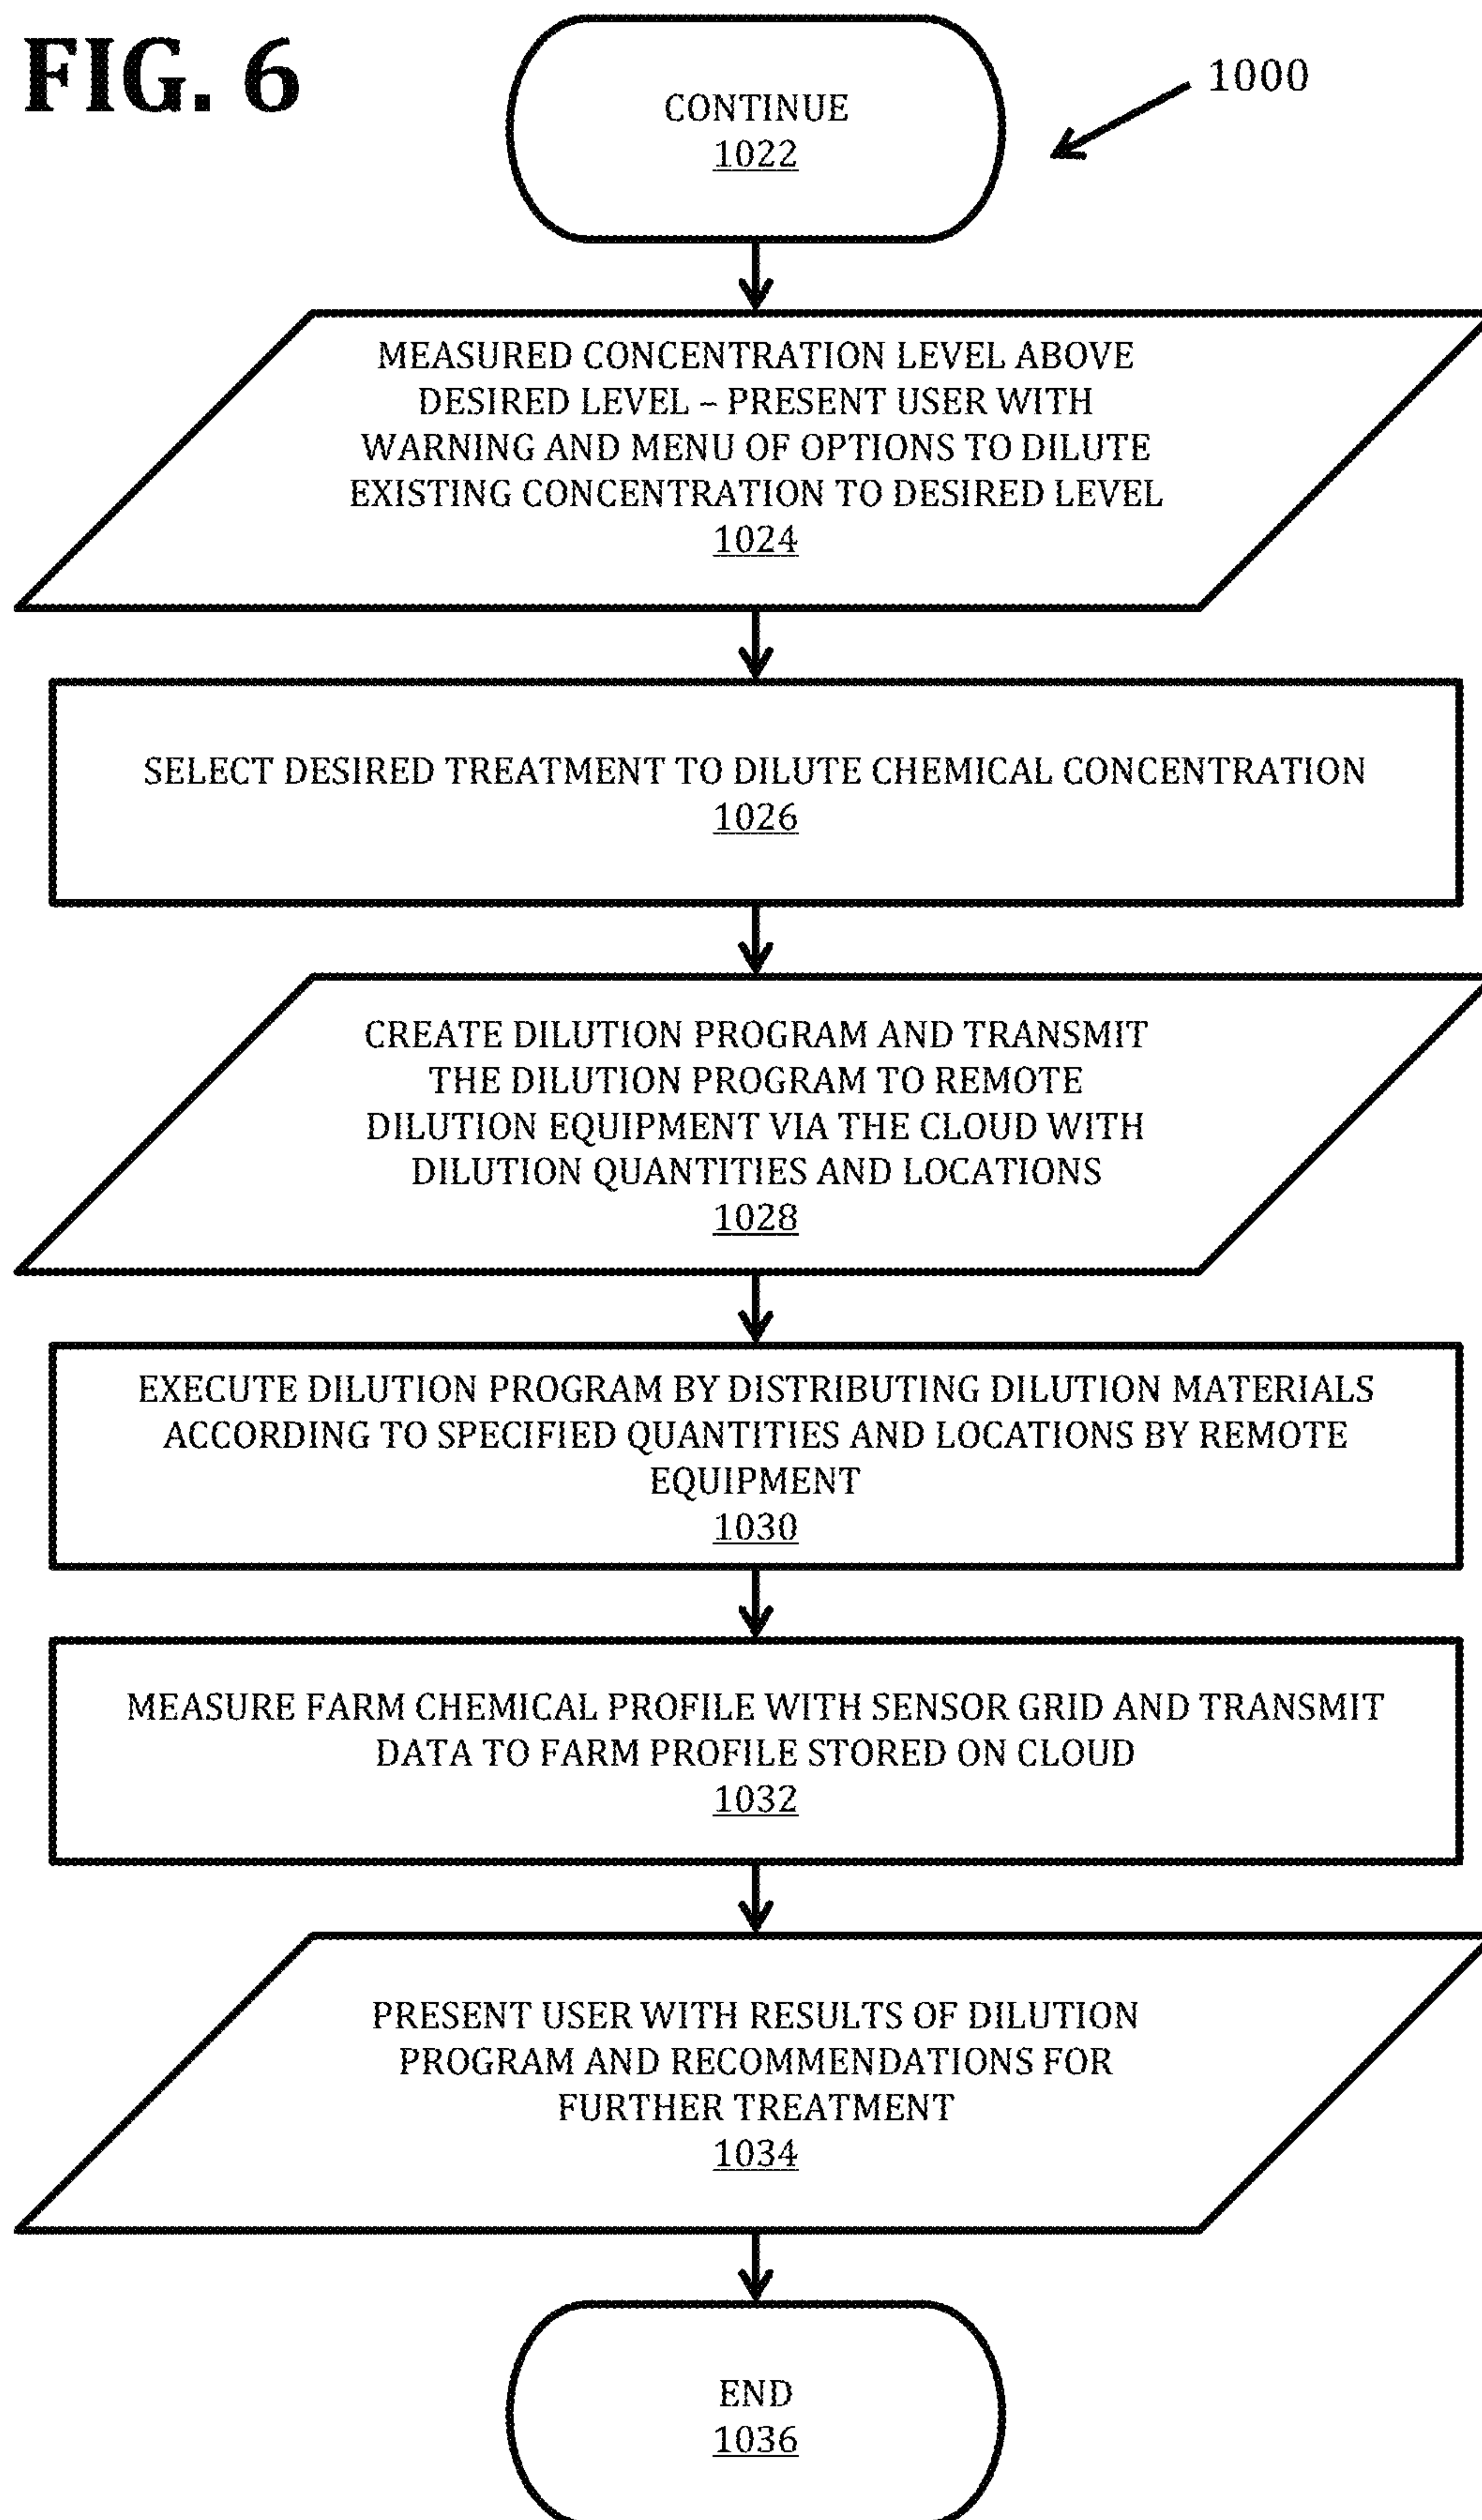 FIG. 6
1000
CONTINUE
1022
MEASURED CONCENTRATION LEVEL ABOVE
DESIRED LEVEL – PRESENT USER WITH
WARNING AND MENU OF OPTIONS TO DILUTE
EXISTING CONCENTRATION TO DESIRED LEVEL
1024
SELECT DESIRED TREATMENT TO DILUTE CHEMICAL CONCENTRATION
1026
CREATE DILUTION PROGRAM AND TRANSMIT
THE DILUTION PROGRAM TO REMOTE
DILUTION EQUIPMENT VIA THE CLOUD WITH
DILUTION QUANTITIES AND LOCATIONS
1028
EXECUTE DILUTION PROGRAM BY DISTRIBUTING DILUTION MATERIALS
ACCORDING TO SPECIFIED QUANTITIES AND LOCATIONS BY REMOTE
EQUIPMENT
1030
MEASURE FARM CHEMICAL PROFILE WITH SENSOR GRID AND TRANSMIT
DATA TO FARM PROFILE STORED ON CLOUD
1032
PRESENT USER WITH RESULTS OF DILUTION
PROGRAM AND RECOMMENDATIONS FOR
FURTHER TREATMENT
1034
END
1036